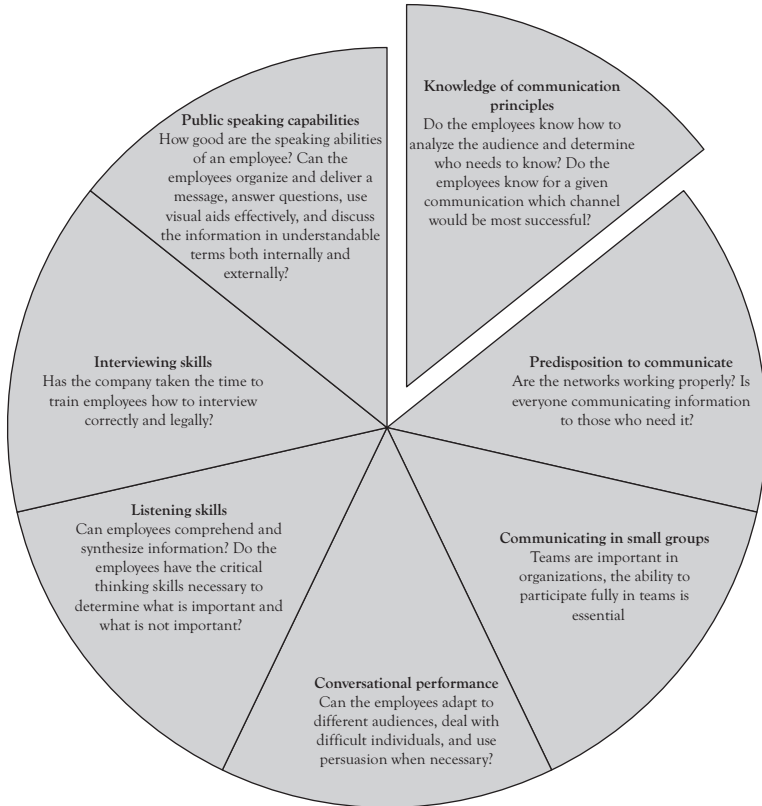 Knowledge of communication
principles
Do the employees know how to
analyze the audience and determine
who needs to know? Do the
employees know for a given
communication which channel
would be most successful?
Predisposition to communicate
Are the networks working properly? Is
everyone communicating information
to those who need it?
Communicating in small groups
Teams are important in
organizations, the ability to
participate fully in teams is
essential
Conversational performance
Can the employees adapt to
different audiences, deal with
difficult individuals, and use
persuasion when necessary?
Listening skills
Can employees comprehend and
synthesize information? Do the
employees have the critical
thinking skills necessary to
determine what is important and
what is not important?
Interviewing skills
Has the company taken the time to
train employees how to interview
correctly and legally?
Public speaking capabilities
How good are the speaking abilities
of an employee? Can the
employees organize and deliver a
message, answer questions, use
visual aids effectively, and discuss
the information in understandable
terms both internally and
externally?